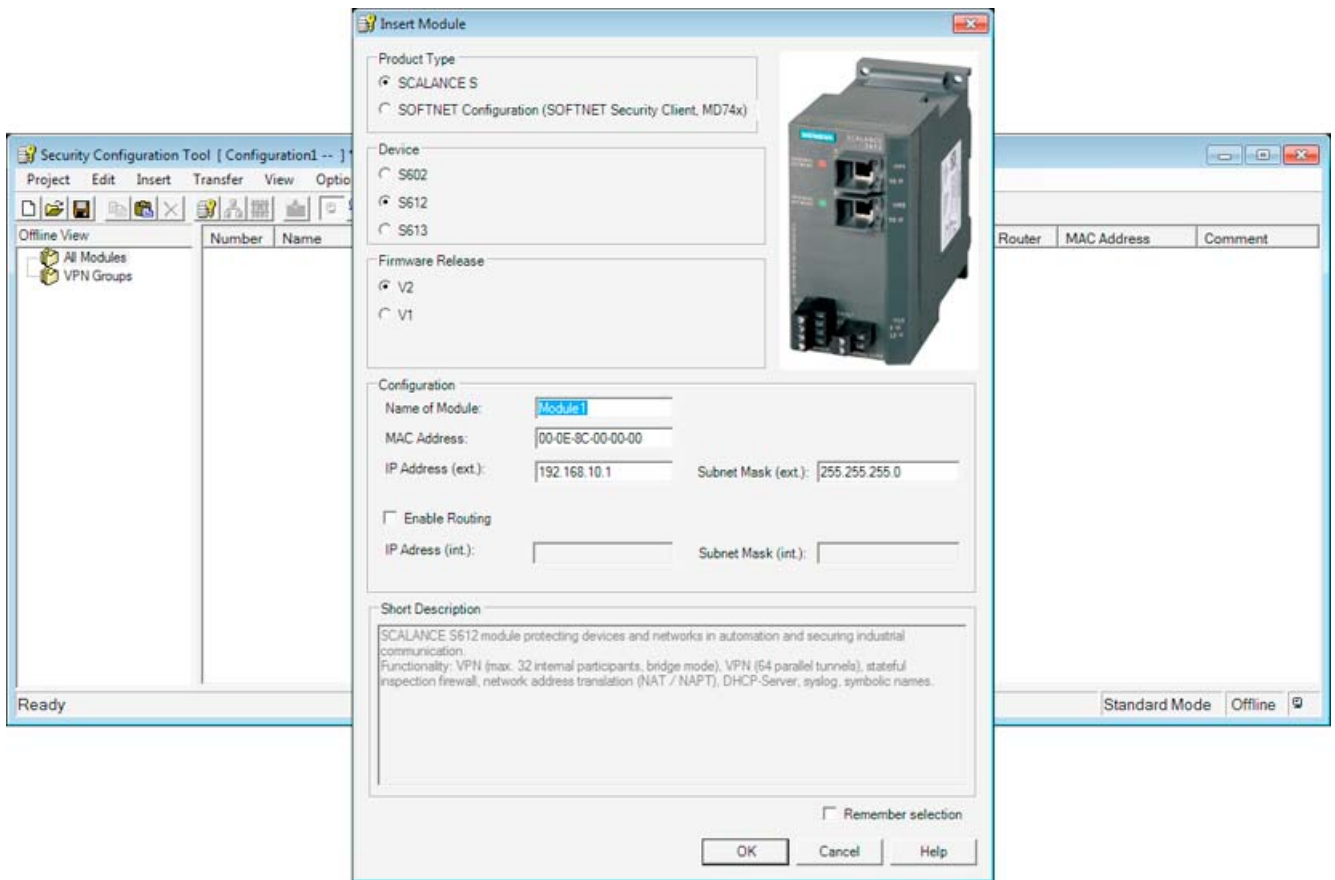 Insert Module
Product Type
SCALANCE S
SOFTNET Configuration (SOFTNET Security Client, MD74x)
Device
S602
S612
S613
Firmware Release
V2
V1
SIEMENS
SCALANCE
Configuration
Name of Module: Module1
MAC Address: 00-0E-8C-00-00-00
IP Address (ext.): 192.168.10.1 Subnet Mask (ext.): 255.255.255.0
Enable Routing
IP Adress (int.): Subnet Mask (int.):
Short Description
SCALANCE S612 module protecting devices and networks in automation and securing industrial
communication.
Functionality: VPN (max. 32 internal participants, bridge mode), VPN (64 parallel tunnels), stateful
inspection firewall, network address translation (NAT / NAPT), DHCP-Server, syslog, symbolic names.
Remember selection
OK Cancel Help
Security Configuration Tool [ Configuration1 -- ]
Project Edit Insert Transfer View Optio
Offline View
All Modules
VPN Groups
Number Name Router MAC Address Comment
Ready Standard Mode Offline